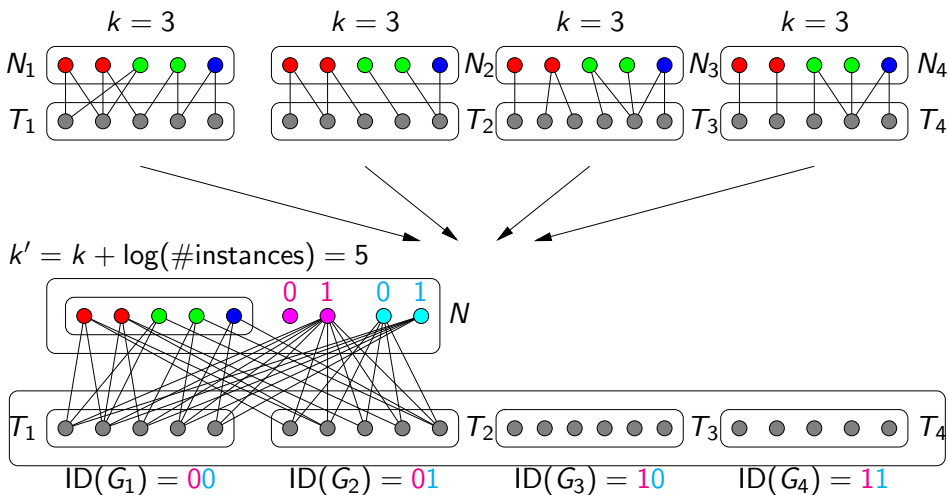 k = 3 k = 3 k = 3 k = 3
N₁ N₂ N₃ N₄
T₁ T₂ T₃ T₄
k′ = k + log(#instances) = 5
0 1 0 1
N
T₁ T₂ T₃ T₄
ID(G₁) = 00 ID(G₂) = 01 ID(G₃) = 10 ID(G₄) = 11